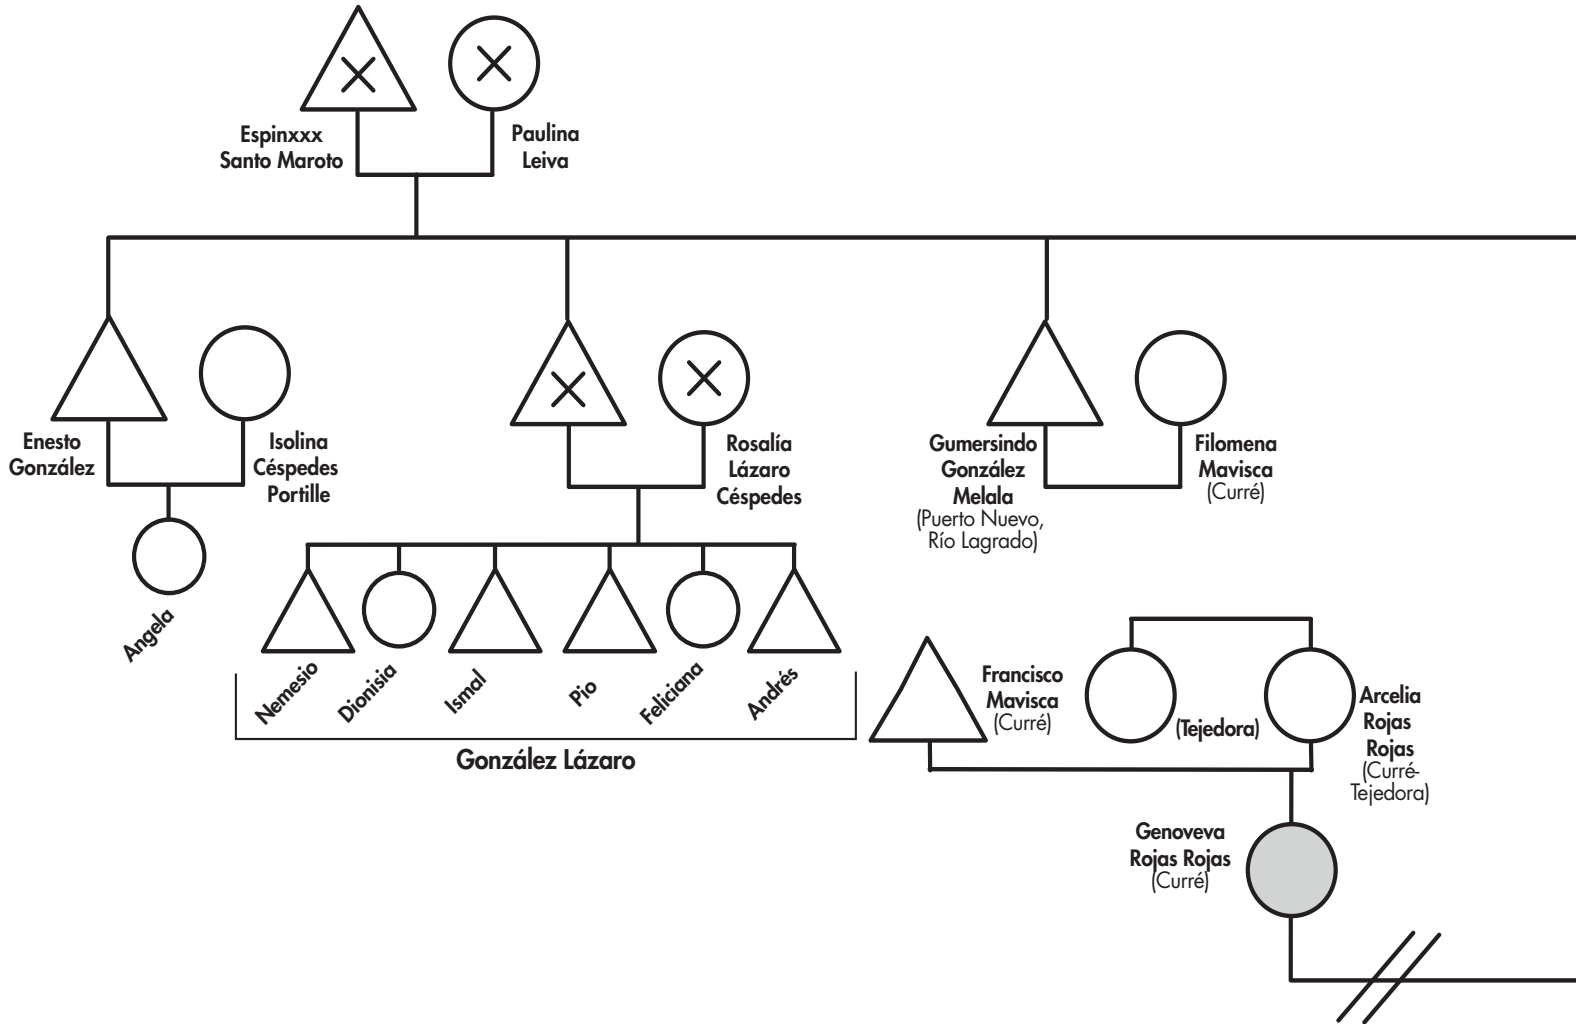 Espinxxx
Santo Maroto
Paulina
Leiva
Enesto
González
Isolina
Céspedes
Portille
Rosalía
Lázaro
Céspedes
Gumersindo
González
Melala
(Puerto Nuevo,
Río Lagrado)
Filomena
Mavisca
(Curré)
Angela
Nemesio
Dionisia
Ismal
Pio
Feliciana
Andrés
González Lázaro
Francisco
Mavisca
(Curré)
(Tejedora)
Arcelia
Rojas
Rojas
(Curré-
Tejedora)
Genoveva
Rojas Rojas
(Curré)